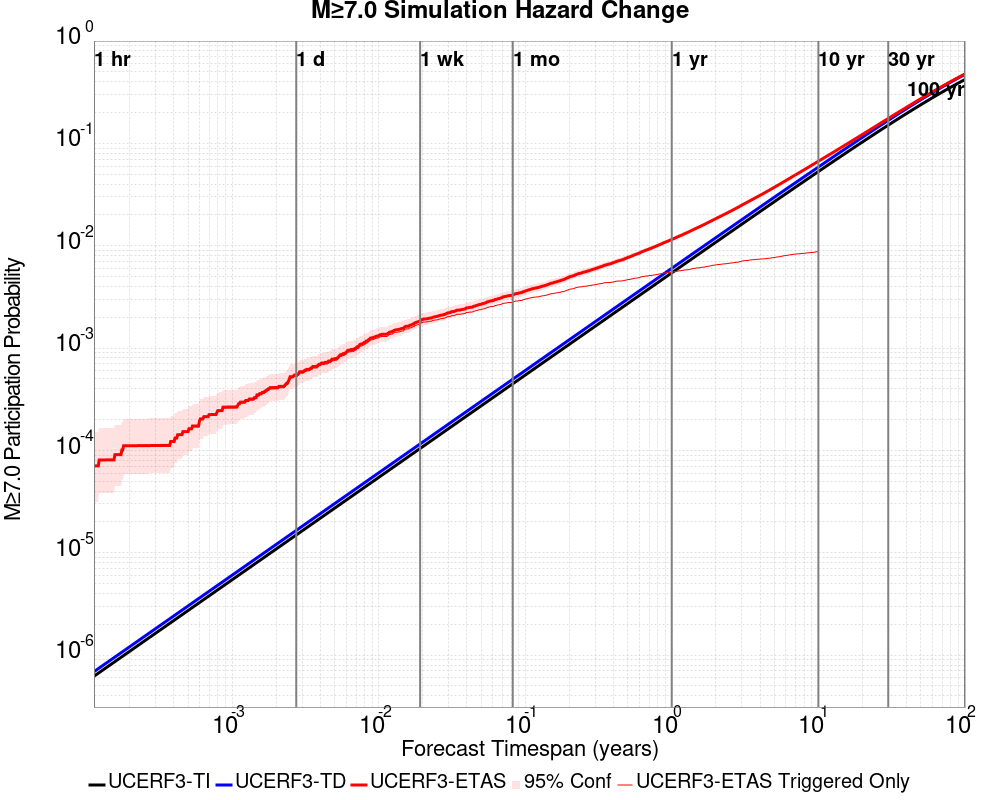 M≥7.0 Simulation Hazard Change
10^0
1 hr 1 d 1 wk 1 mo 1 yr 10 yr 30 yr
100 yr
10^-1
10^-2
10^-3
10^-4
10^-5
10^-6
M≥7.0 Participation Probability
10^-3 10^-2 10^-1 10^0 10^1 10^2
Forecast Timespan (years)
UCERF3-TI UCERF3-TD UCERF3-ETAS 95% Conf UCERF3-ETAS Triggered Only